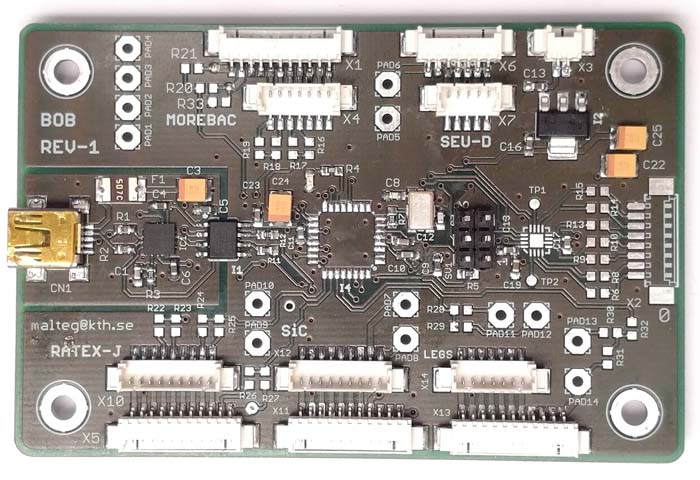 PAD4
PAD3
PAD2
PAD1
R21
R20
R33
MOREBAC
X1
X4
PAD6
PAD5
X6
X7
SEU-D
X3
C13
C16
C25
C22
BOB
REV-1
R19
R18
R16
R17
R4
F1
C3
C4
C5
C23
C24
C8
TP1
R15
R14
R13
R9
R8
R1
R2
C1
C6
R3
CN1
I1
R11
I4
C10
C9
R5
C19
TP2
X2
0
PAD10
PAD9
SiC
PAD7
PAD8
R28
R29
PAD11
PAD12
PAD13
PAD14
R30
R32
R31
malteg@kth.se
R22
R23
R24
R25
RATEX-J
X12
LEGS
X14
X10
R26
R27
X5
X11
X13